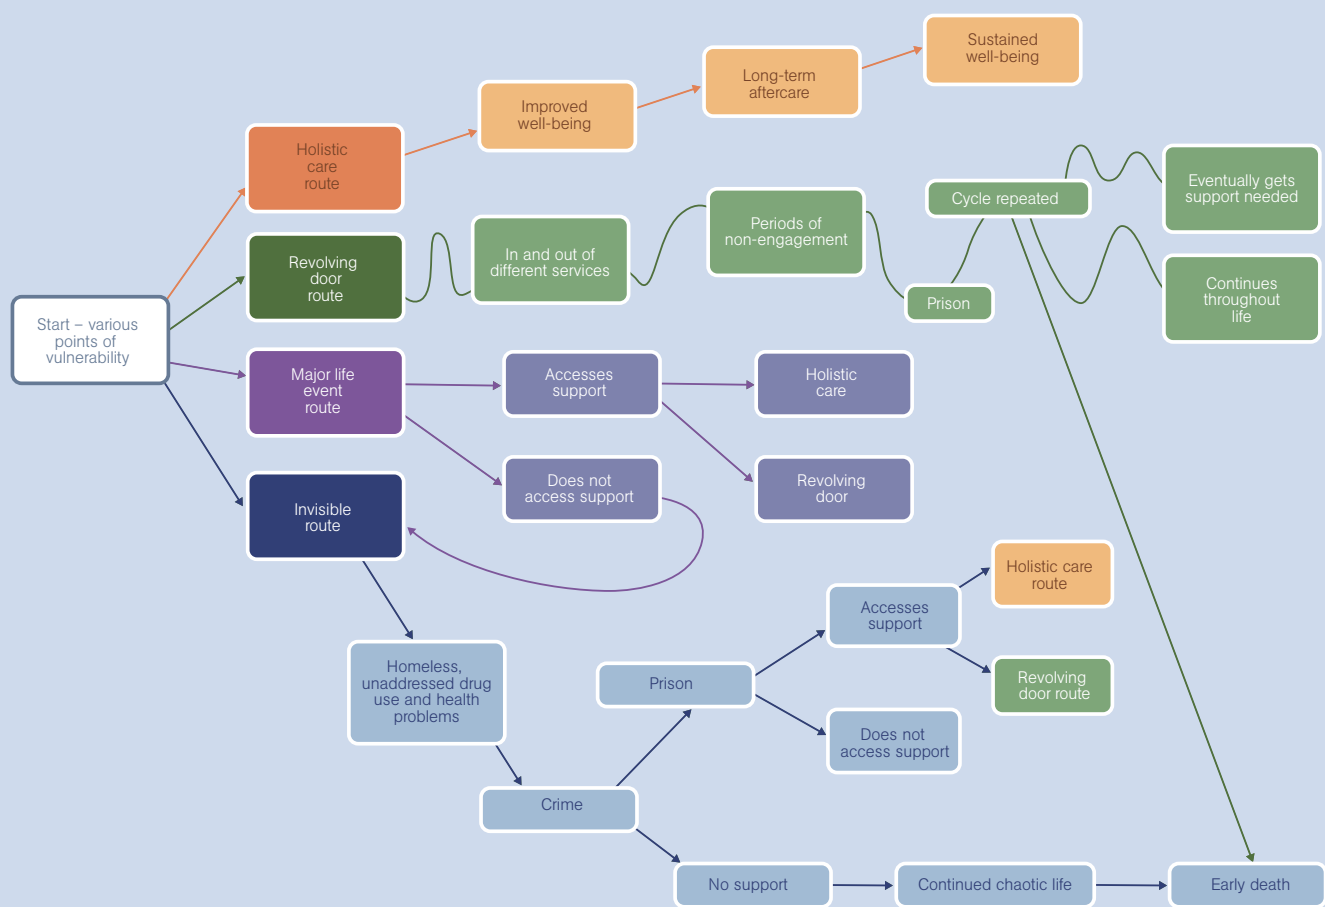 Sustained
well-being
Long-term
aftercare
Improved
well-being
Holistic
care
route
Eventually gets
support needed
Cycle repeated
Periods of
non-engagement
In and out of
different services
Revolving
door
route
Prison
Continues
throughout
life
Start – various
points of
vulnerability
Major life
event
route
Accesses
support
Holistic
care
Does not
access support
Revolving
door
Invisible
route
Holistic care
route
Accesses
support
Homeless,
unaddressed drug
use and health
problems
Prison
Revolving
door route
Does not
access support
Crime
No support
Continued chaotic life
Early death